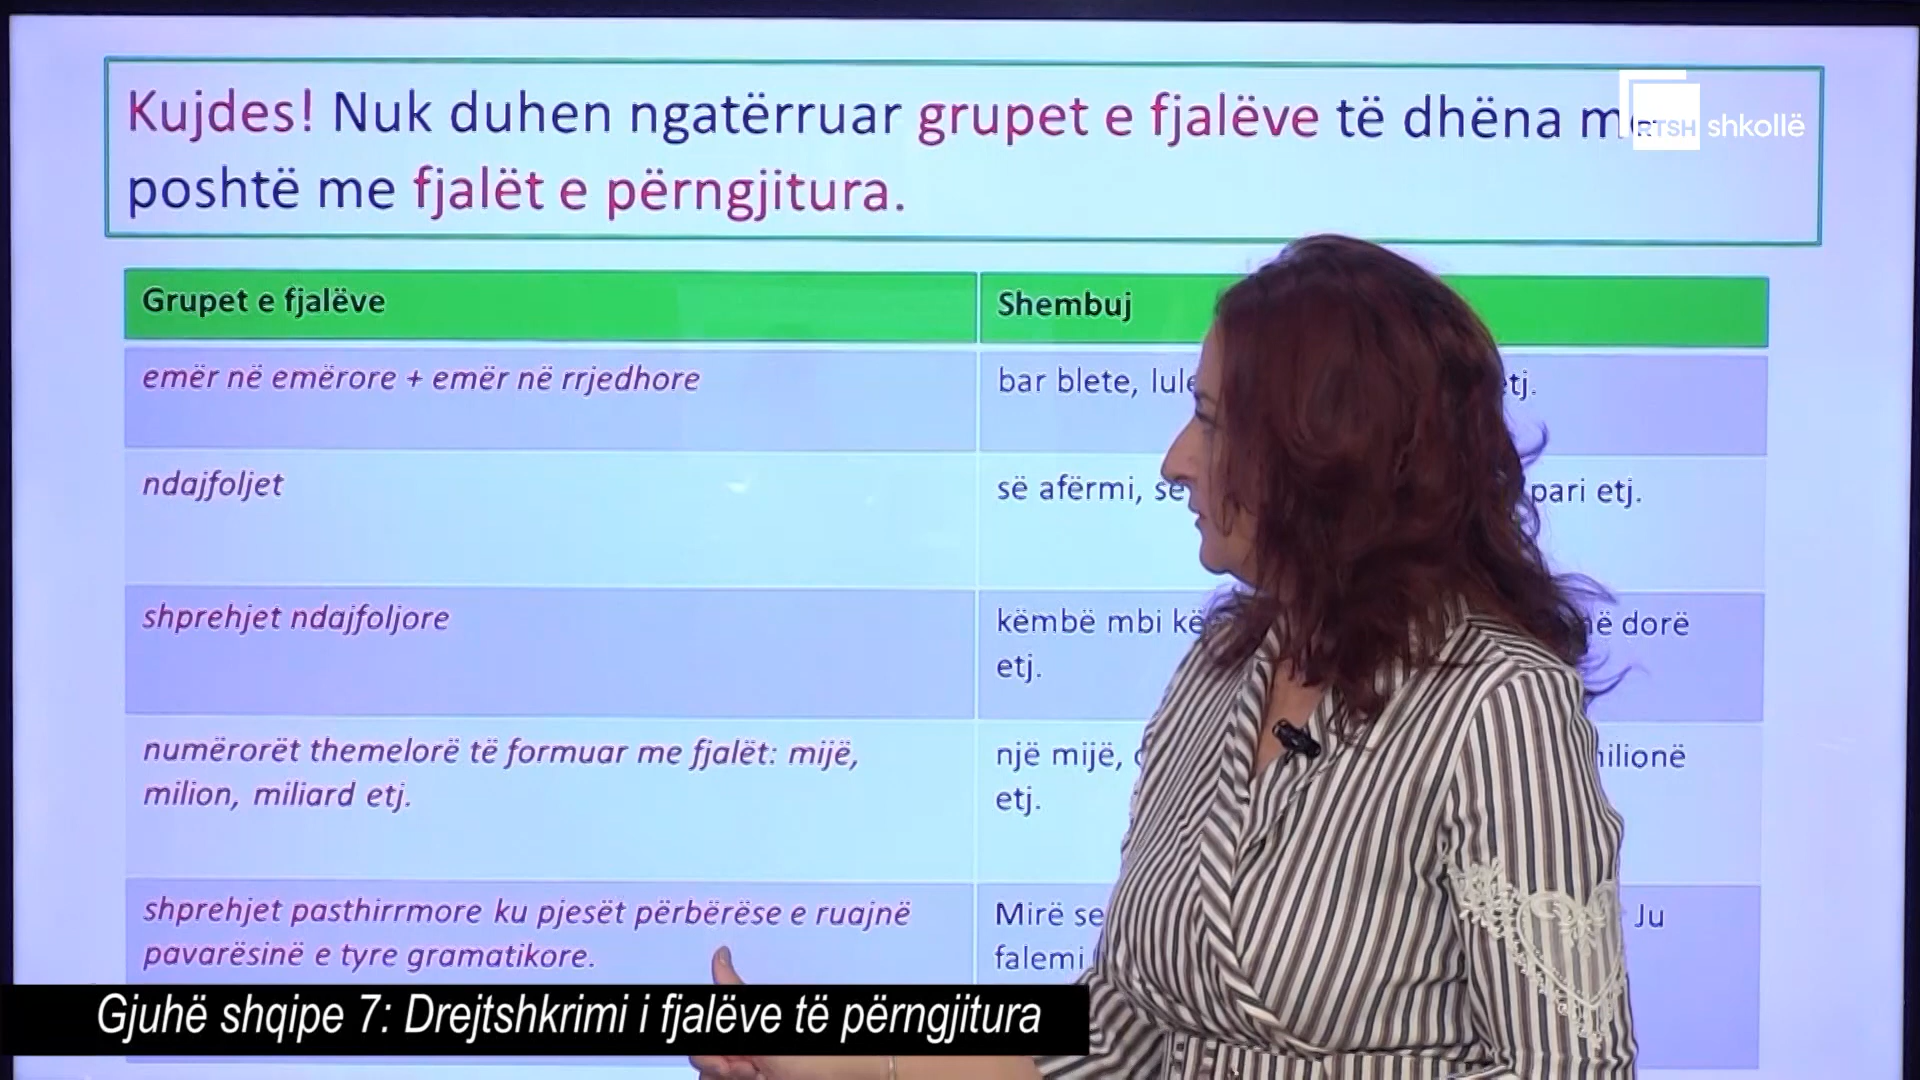 Kujdes! Nuk duhen ngatërruar grupet e fjalëve të dhëna më
RTSH shkollë
poshtë me fjalët e përngjitura.
Grupet e fjalëve
Shembuj
emër në emërore + emër në rrjedhore
bar blete, etj.
ndajfoljet
së afërmi, pari etj.
shprehjet ndajfoljore
këmbë mbi në dorë
etj.
numërorët themelorë të formuar me fjalët: mijë,
milion, miliard etj.
një mijë, milionë
etj.
shprehjet pasthirrmore ku pjesët përbërëse e ruajnë
pavarësinë e tyre gramatikore.
Mirë se Ju
falemi
Gjuhë shqipe 7: Drejtshkrimi i fjalëve të përngjitura